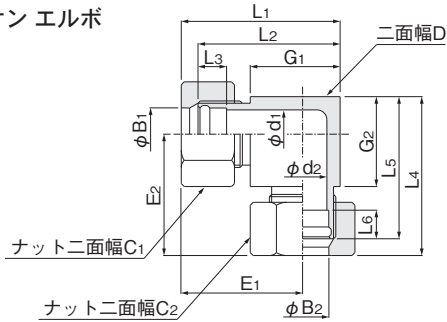 ン エルボ
L1
L2
L3
G1
二面幅D
φB1
φd1
φd2
G2
L5
L4
E2
L6
ナット二面幅C1
E1
ナット二面幅C2
φB2